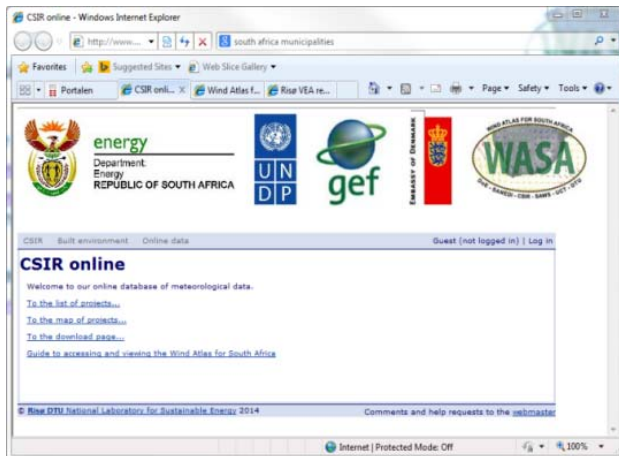 CSIR online - Windows Internet Explorer
http://www.... south africa municipalities
Favorites Suggested Sites Web Slice Gallery
Portalen CSIR onli... X Wind Atlas f... Risø VEA re... Page Safety Tools
energy
Department:
Energy
REPUBLIC OF SOUTH AFRICA
UN
DP
gef
EMBASSY OF DENMARK
WIND ATLAS FOR SOUTH AFRICA
WASA
CSIR Built environment Online data Guest (not logged in) | Log in
CSIR online
Welcome to our online database of meteorological data.
To the list of projects...
To the map of projects...
To the download page...
Guide to accessing and viewing the Wind Atlas for South Africa
© Risø DTU National Laboratory for Sustainable Energy 2014 Comments and help requests to the webmaster
Internet | Protected Mode: Off 100%